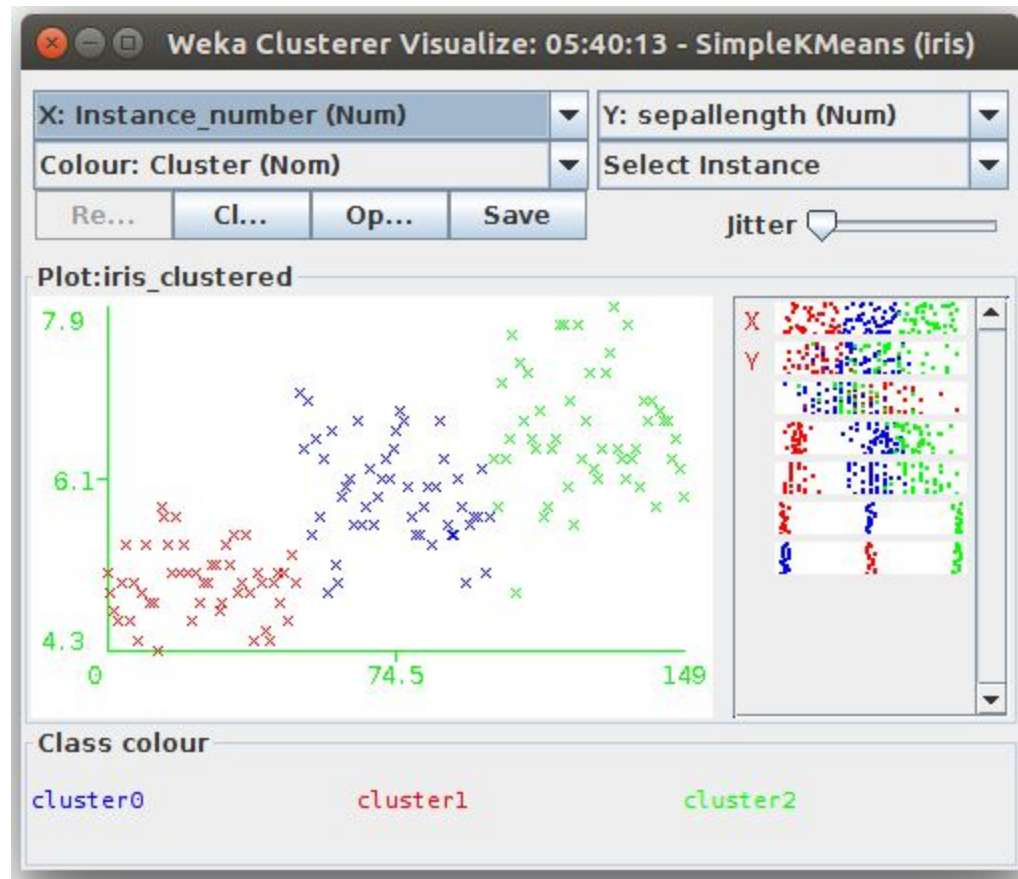 Weka Clusterer Visualize: 05:40:13 - SimpleKMeans (iris)
X: Instance_number (Num) Y: sepallength (Num)
Colour: Cluster (Nom) Select Instance
Re... Cl... Op... Save Jitter
Plot:iris_clustered
7.9
6.1
4.3
0 74.5 149
X
Y
Class colour
cluster0 cluster1 cluster2